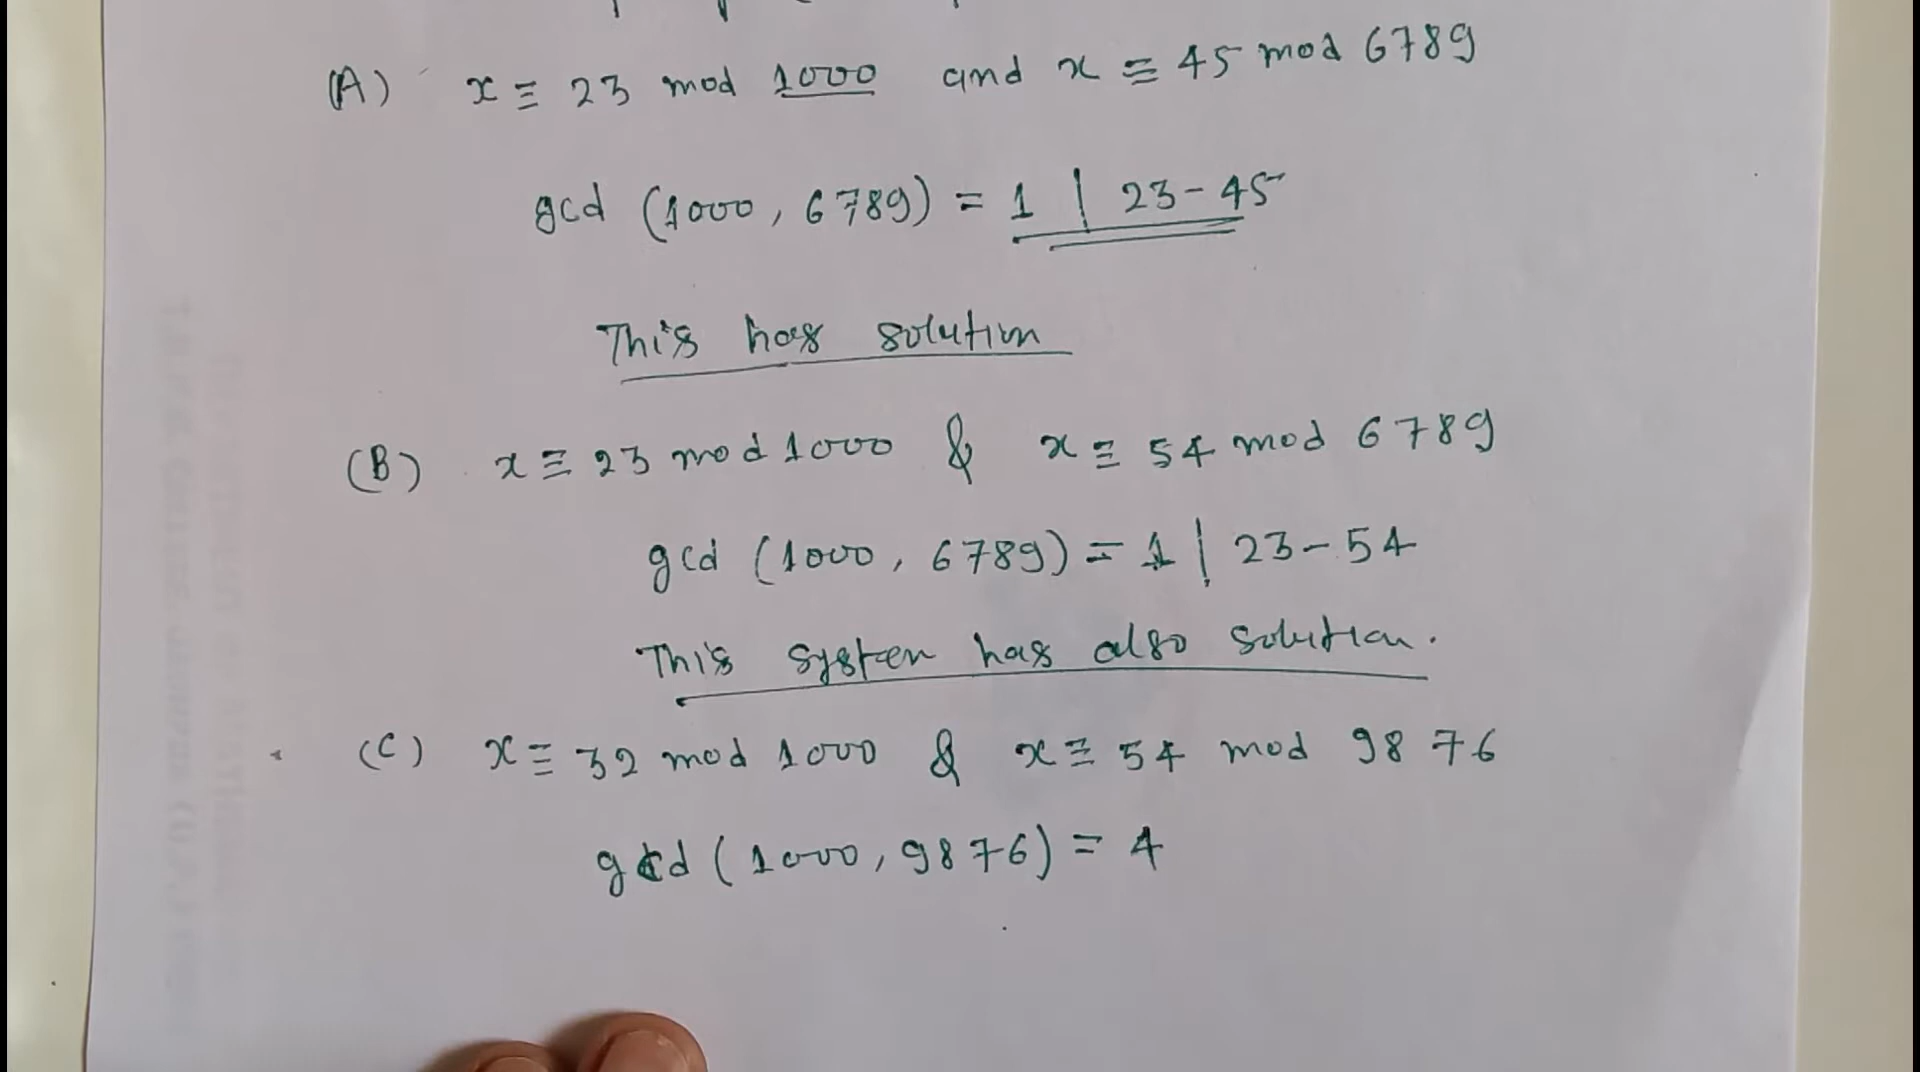 (A) x ≡ 23 mod 1000 and x ≡ 45 mod 6789
gcd (1000, 6789) = 1 | 23-45
This has solution
(B) x ≡ 23 mod 1000 & x ≡ 54 mod 6789
gcd (1000, 6789) = 1 | 23-54
This system has also solution.
(C) x ≡ 32 mod 1000 & x ≡ 54 mod 9876
gcd (1000, 9876) = 4